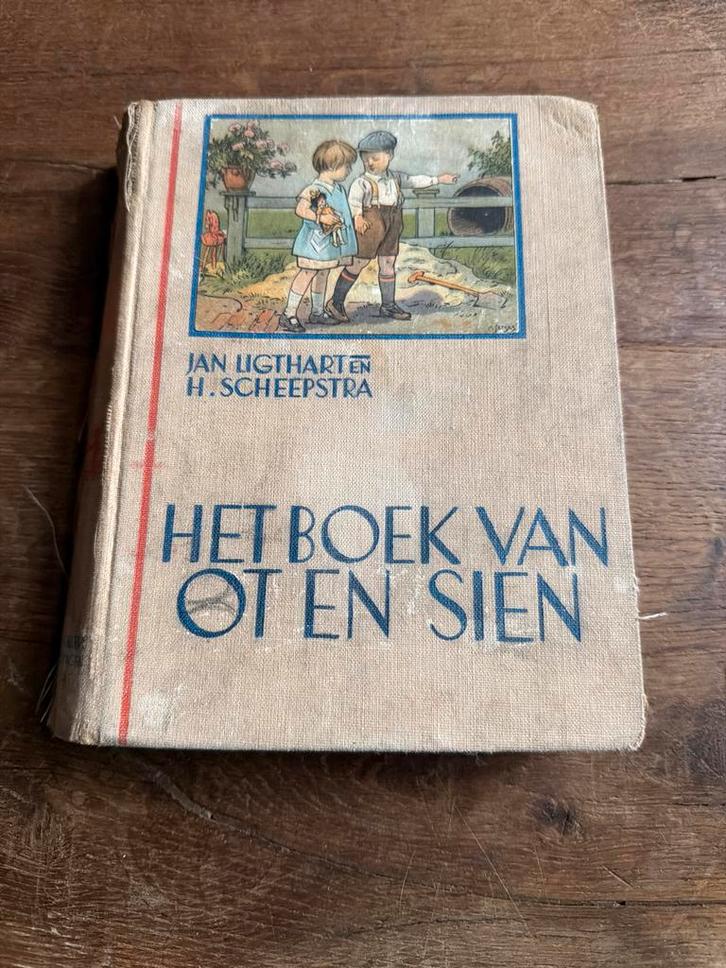 JAN LIGTHART EN
H. SCHEEPSTRA
HET BOEK VAN
OT EN SIEN